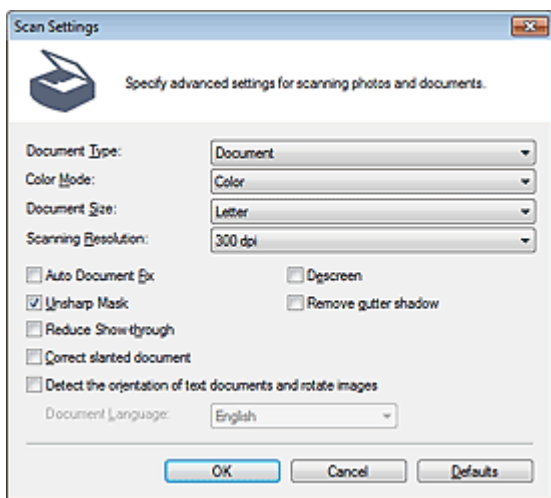 Scan Settings
Specify advanced settings for scanning photos and documents.
Document Type: Document
Color Mode: Color
Document Size: Letter
Scanning Resolution: 300 dpi
Auto Document Fix Descreen
Unsharp Mask Remove gutter shadow
Reduce Show-through
Correct slanted document
Detect the orientation of text documents and rotate images
Document Language: English
OK Cancel Defaults